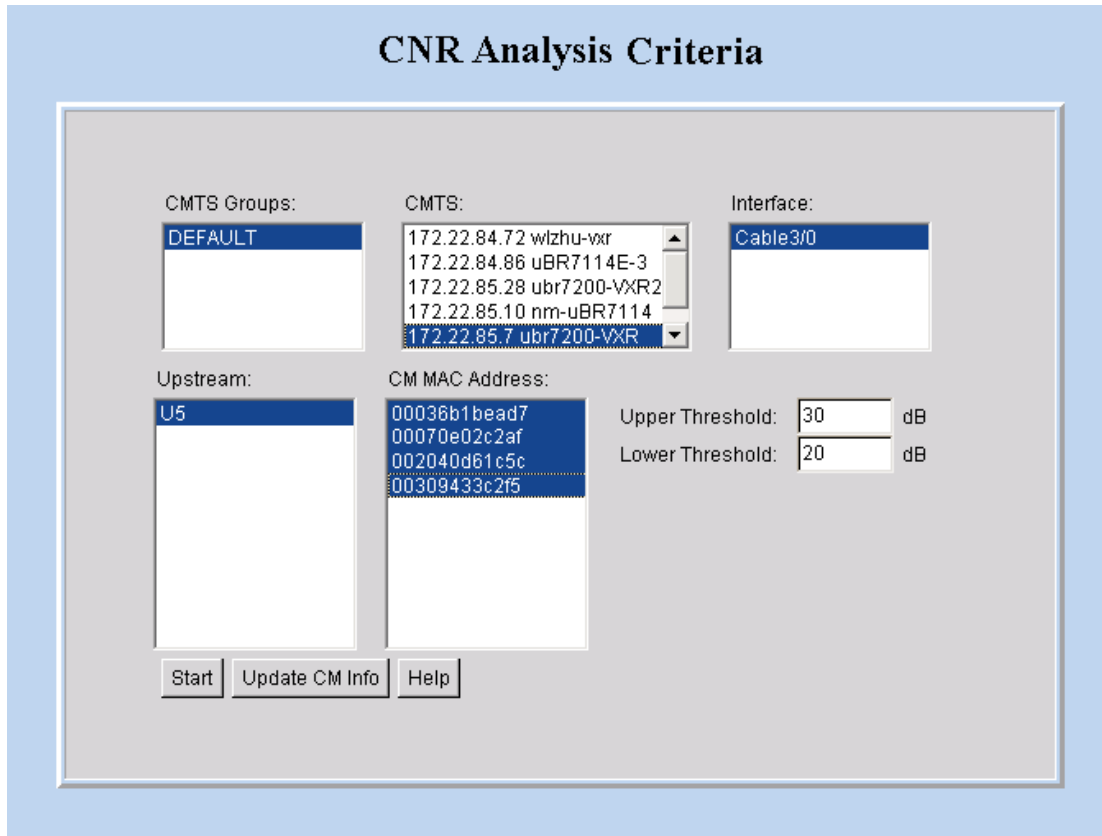 CNR Analysis Criteria
CMTS Groups:
DEFAULT
CMTS:
172.22.84.72 wlzhu-vxr
172.22.84.86 uBR7114E-3
172.22.85.28 ubr7200-VXR2
172.22.85.10 nm-uBR7114
172.22.85.7 ubr7200-VXR
Interface:
Cable3/0
Upstream:
U5
CM MAC Address:
00036b1bead7
00070e02c2af
002040d61c5c
00309433c2f5
Upper Threshold: 30 dB
Lower Threshold: 20 dB
Start Update CM Info Help